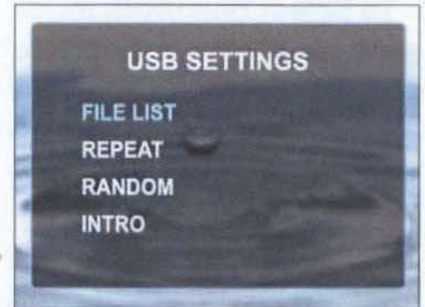 USB SETTINGS
FILE LIST
REPEAT
RANDOM
INTRO